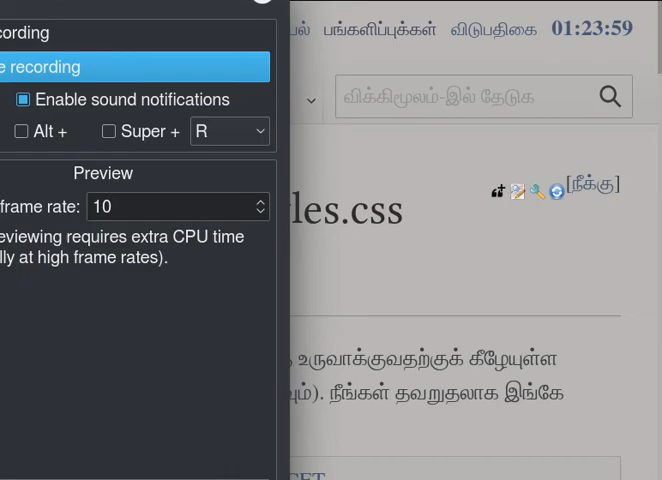 cording
e recording
Enable sound notifications
Alt +
Super +
R
Preview
frame rate:
10
eviewing requires extra CPU time
lly at high frame rates).
பல்
பங்களிப்புக்கள்
விடுபதிகை
01:23:59
விக்கிமூலம்-இல் தேடுக
[நீக்கு]
les.css
உருவாக்குவதற்குக் கீழேயுள்ள
வும்). நீங்கள் தவறுதலாக இங்கே